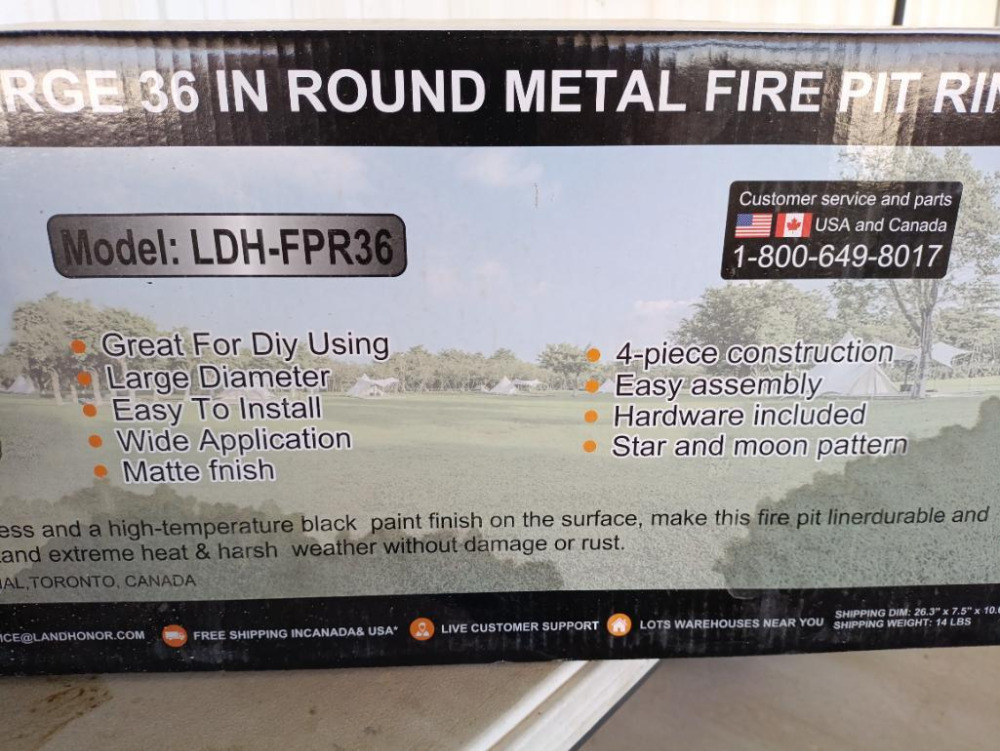 RGE 36 IN ROUND METAL FIRE PIT RIN
Model: LDH-FPR36
Customer service and parts
USA and Canada
1-800-649-8017
Great For Diy Using
Large Diameter
Easy To Install
Wide Application
Matte fnish
4-piece construction
Easy assembly
Hardware included
Star and moon pattern
ess and a high-temperature black paint finish on the surface, make this fire pit linerdurable and
and extreme heat & harsh weather without damage or rust.
IAL,TORONTO, CANADA
ICE@LANDHONOR.COM
FREE SHIPPING INCANADA& USA*
LIVE CUSTOMER SUPPORT
LOTS WAREHOUSES NEAR YOU
SHIPPING DIM: 26.3" x 7.5" x 10.
SHIPPING WEIGHT: 14 LBS